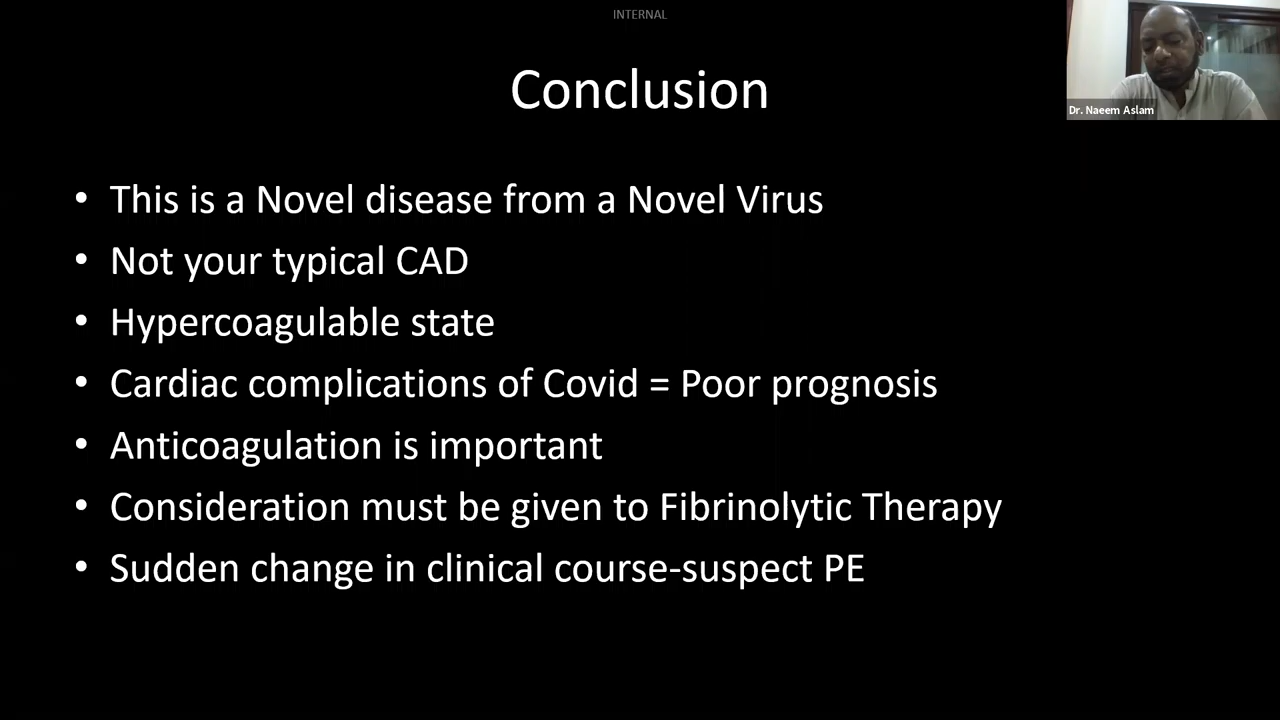 INTERNAL
Conclusion
Dr. Naeem Aslam
• This is a Novel disease from a Novel Virus
• Not your typical CAD
• Hypercoagulable state
• Cardiac complications of Covid = Poor prognosis
• Anticoagulation is important
• Consideration must be given to Fibrinolytic Therapy
• Sudden change in clinical course-suspect PE